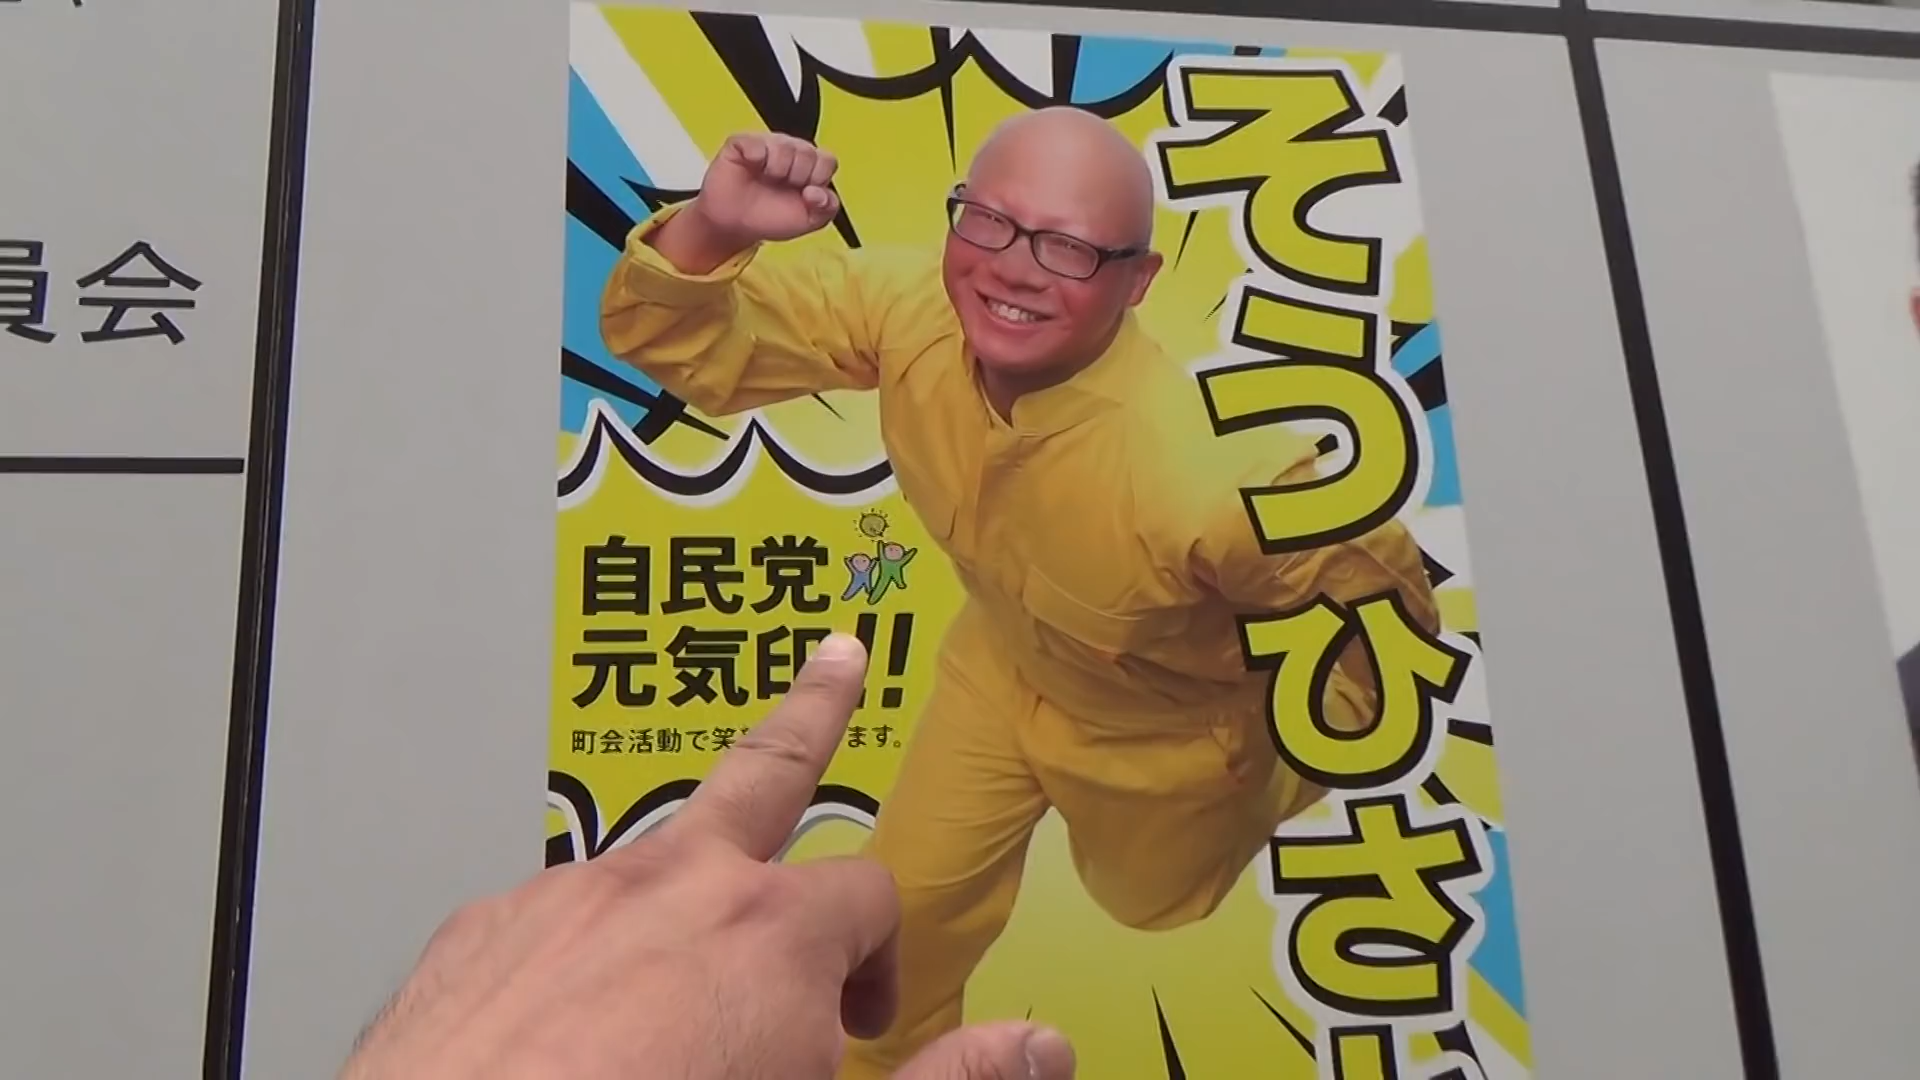 員会
そうひさ
自民党
元気印!!
町会活動で笑
ます。